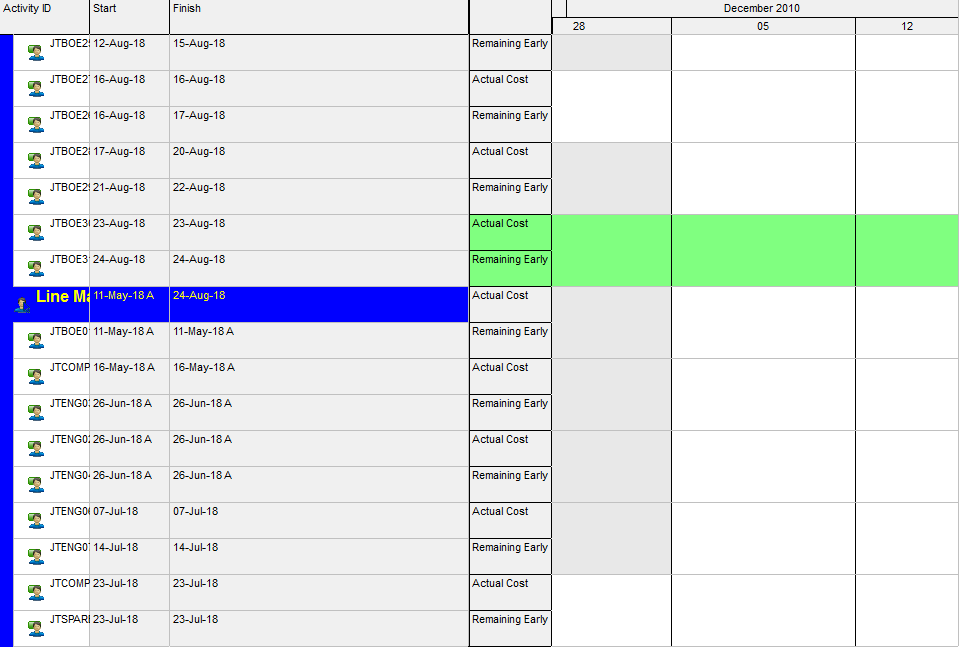 Activity ID Start Finish December 2010
28 05 12
JTBOE2 12-Aug-18 15-Aug-18 Remaining Early
JTBOE2 16-Aug-18 16-Aug-18 Actual Cost
JTBOE2 16-Aug-18 17-Aug-18 Remaining Early
JTBOE2 17-Aug-18 20-Aug-18 Actual Cost
JTBOE2 21-Aug-18 22-Aug-18 Remaining Early
JTBOE3 23-Aug-18 23-Aug-18 Actual Cost
JTBOE3 24-Aug-18 24-Aug-18 Remaining Early
Line Ma 11-May-18 A 24-Aug-18 Actual Cost
JTBOE0 11-May-18 A 11-May-18 A Remaining Early
JTCOMP 16-May-18 A 16-May-18 A Actual Cost
JTENG0 26-Jun-18 A 26-Jun-18 A Remaining Early
JTENG0 26-Jun-18 A 26-Jun-18 A Actual Cost
JTENG0 26-Jun-18 A 26-Jun-18 A Remaining Early
JTENG0 07-Jul-18 07-Jul-18 Actual Cost
JTENG0 14-Jul-18 14-Jul-18 Remaining Early
JTCOMP 23-Jul-18 23-Jul-18 Actual Cost
JTSPAR 23-Jul-18 23-Jul-18 Remaining Early